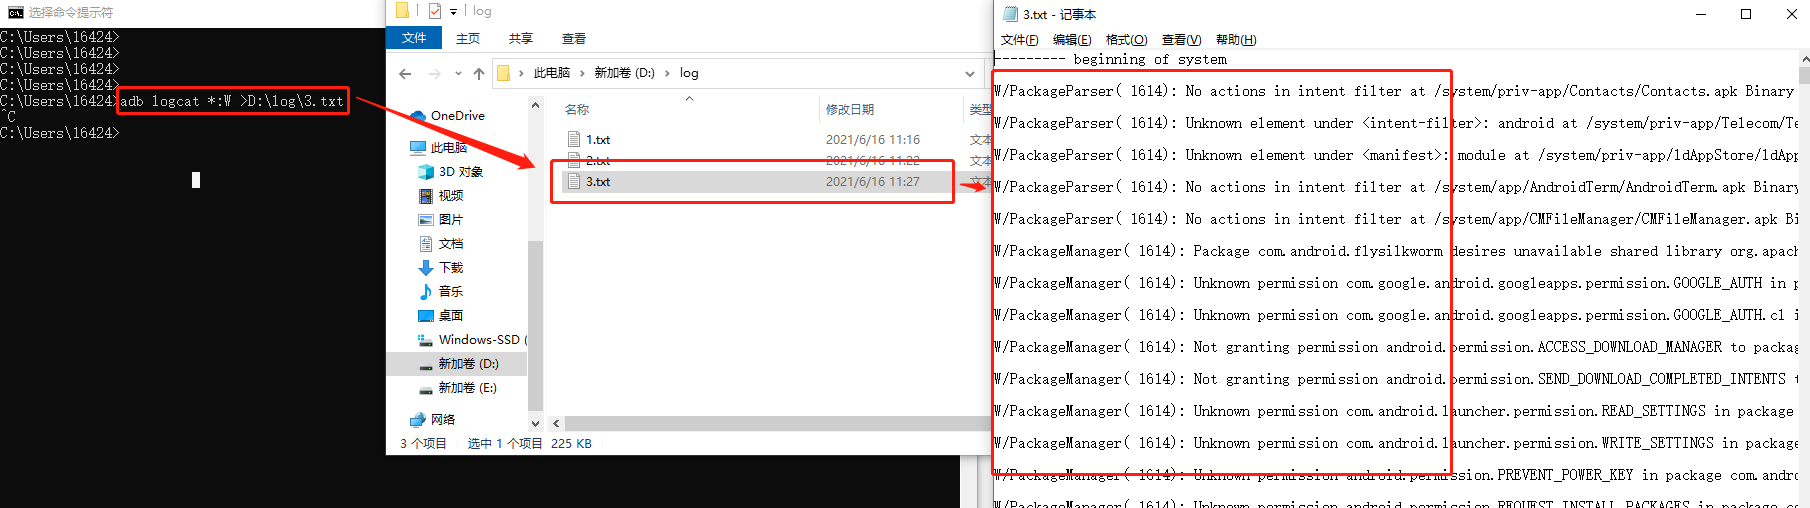 选择命令提示符
C:\Users\16424>
C:\Users\16424>
C:\Users\16424>
C:\Users\16424>
C:\Users\16424>adb logcat *:W >D:\log\3.txt
^C
C:\Users\16424>
log
文件 主页 共享 查看
此电脑 新加卷 (D:) log
OneDrive
此电脑
3D 对象
视频
图片
文档
下载
音乐
桌面
Windows-SSD (
新加卷 (D:)
新加卷 (E:)
网络
名称 修改日期 类型
1.txt 2021/6/16 11:16 文本
2.txt 2021/6/16 11:22 文本
3.txt 2021/6/16 11:27 文本
3 个项目 选中 1 个项目 225 KB
3.txt - 记事本
文件(F) 编辑(E) 格式(O) 查看(V) 帮助(H)
--------- beginning of system
W/PackageParser( 1614): No actions in intent filter at /system/priv-app/Contacts/Contacts.apk Binary
W/PackageParser( 1614): Unknown element under <intent-filter>: android at /system/priv-app/Telecom/Te
W/PackageParser( 1614): Unknown element under <manifest>: module at /system/priv-app/ldAppStore/ldApp
W/PackageParser( 1614): No actions in intent filter at /system/app/AndroidTerm/AndroidTerm.apk Binary
W/PackageParser( 1614): No actions in intent filter at /system/app/CMFileManager/CMFileManager.apk Bi
W/PackageManager( 1614): Package com.android.flysilkworm desires unavailable shared library org.apach
W/PackageManager( 1614): Unknown permission com.google.android.googleapps.permission.GOOGLE_AUTH in p
W/PackageManager( 1614): Unknown permission com.google.android.googleapps.permission.GOOGLE_AUTH.cl i
W/PackageManager( 1614): Not granting permission android.permission.ACCESS_DOWNLOAD_MANAGER to packag
W/PackageManager( 1614): Not granting permission android.permission.SEND_DOWNLOAD_COMPLETED_INTENTS t
W/PackageManager( 1614): Unknown permission com.android.launcher.permission.READ_SETTINGS in package
W/PackageManager( 1614): Unknown permission com.android.launcher.permission.WRITE_SETTINGS in package
W/PackageManager( 1614): Unknown permission android.permission.PREVENT_POWER_KEY in package com.andro
W/PackageManager( 1614): Unknown permission android.permission.REQUEST_INSTALL_PACKAGES in package co